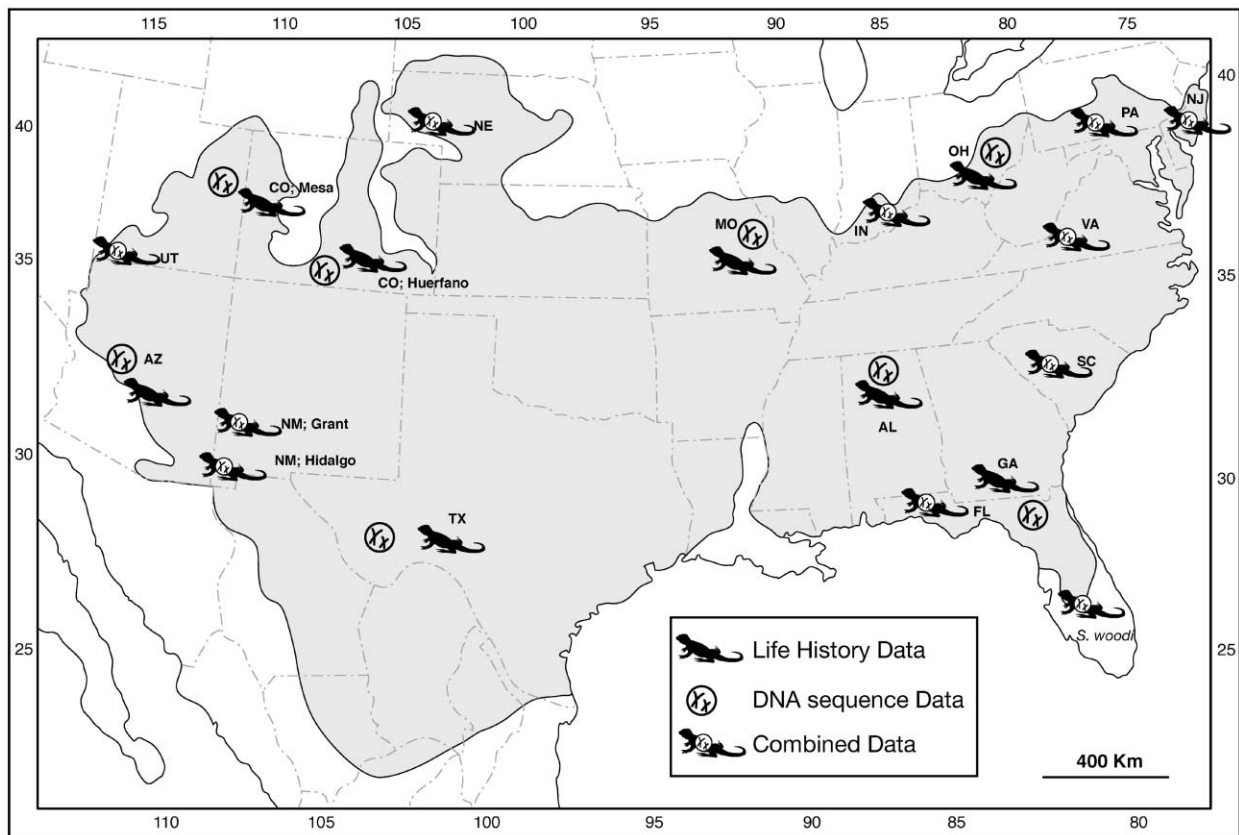 115 110 105 100 95 90 85 80 75
40 40
NJ
PA
NE
OH
CO; Mesa
MO
IN
VA
UT
35 35
CO; Huerfano
AZ
SC
NM; Grant
AL
30 30
NM; Hidalgo
GA
FL
TX
S. woodi
25 25
Life History Data
DNA sequence Data
Combined Data
400 Km
110 105 100 95 90 85 80